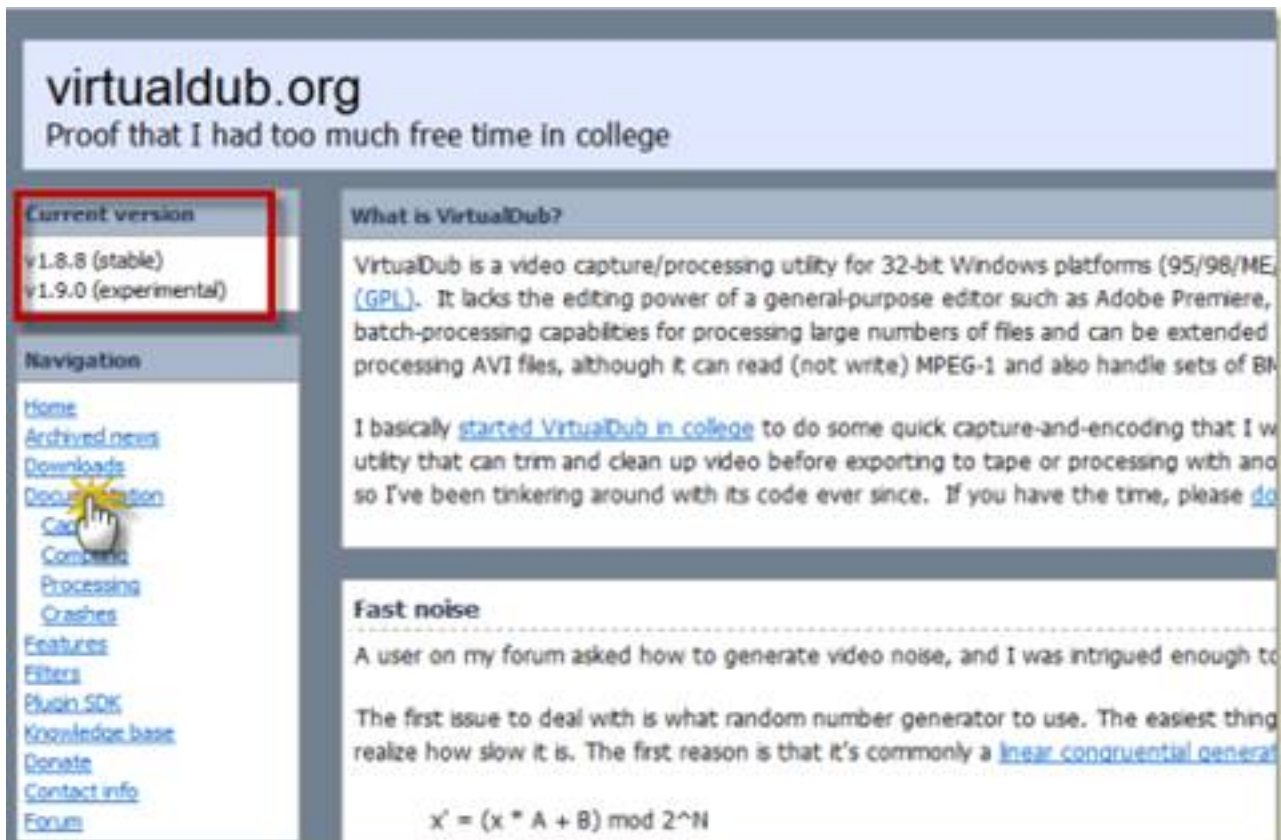 virtualdub.org
Proof that I had too much free time in college
Current version
v1.8.8 (stable)
v1.9.0 (experimental)
Navigation
Home
Archived news
Downloads
Documentation
Compiling
Processing
Crashes
Features
Filters
Plugin SDK
Knowledge base
Donate
Contact info
Forum
What is VirtualDub?
VirtualDub is a video capture/processing utility for 32-bit Windows platforms (95/98/ME/
(GPL). It lacks the editing power of a general-purpose editor such as Adobe Premiere,
batch-processing capabilities for processing large numbers of files and can be extended
processing AVI files, although it can read (not write) MPEG-1 and also handle sets of
I basically started VirtualDub in college to do some quick capture-and-encoding that I
utility that can trim and clean up video before exporting to tape or processing with
so I've been tinkering around with its code ever since. If you have the time, please
Fast noise
A user on my forum asked how to generate video noise, and I was intrigued enough
The first issue to deal with is what random number generator to use. The easiest thing
realize how slow it is. The first reason is that it's commonly a linear congruential
x' = (x * A + B) mod 2^N